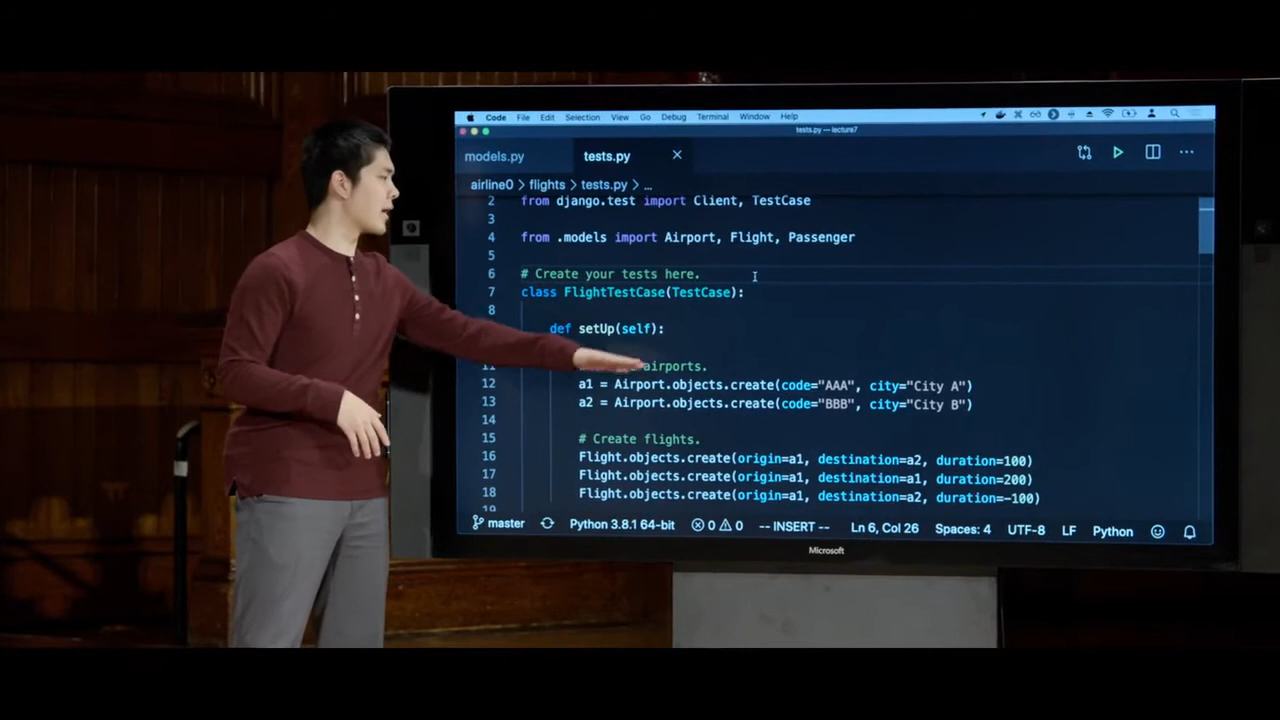 Code File Edit Selection View Go Debug Terminal Window Help
tests.py — lecture7
models.py tests.py
airline0 > flights > tests.py > ...
2 from django.test import Client, TestCase
3
4 from .models import Airport, Flight, Passenger
5
6 # Create your tests here.
7 class FlightTestCase(TestCase):
8
def setUp(self):
11 airports.
12 a1 = Airport.objects.create(code="AAA", city="City A")
13 a2 = Airport.objects.create(code="BBB", city="City B")
14
15 # Create flights.
16 Flight.objects.create(origin=a1, destination=a2, duration=100)
17 Flight.objects.create(origin=a1, destination=a1, duration=200)
18 Flight.objects.create(origin=a1, destination=a2, duration=-100)
19
master Python 3.8.1 64-bit 0 0 -- INSERT -- Ln 6, Col 26 Spaces: 4 UTF-8 LF Python
Microsoft